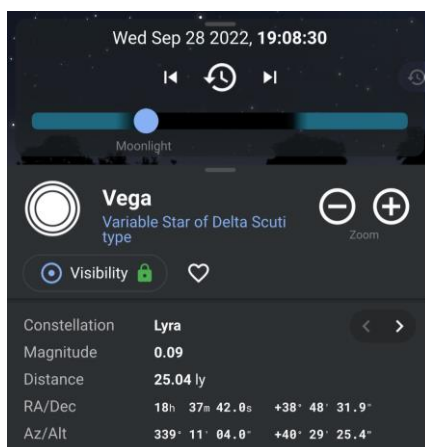 Wed Sep 28 2022, 19:08:30
Moonlight
Vega
Variable Star of Delta Scuti
type
Zoom
Visibility
Constellation Lyra
Magnitude 0.09
Distance 25.04 ly
RA/Dec 18h 37m 42.0s +38° 48' 31.9"
Az/Alt 339° 11' 04.0" +40° 29' 25.4"